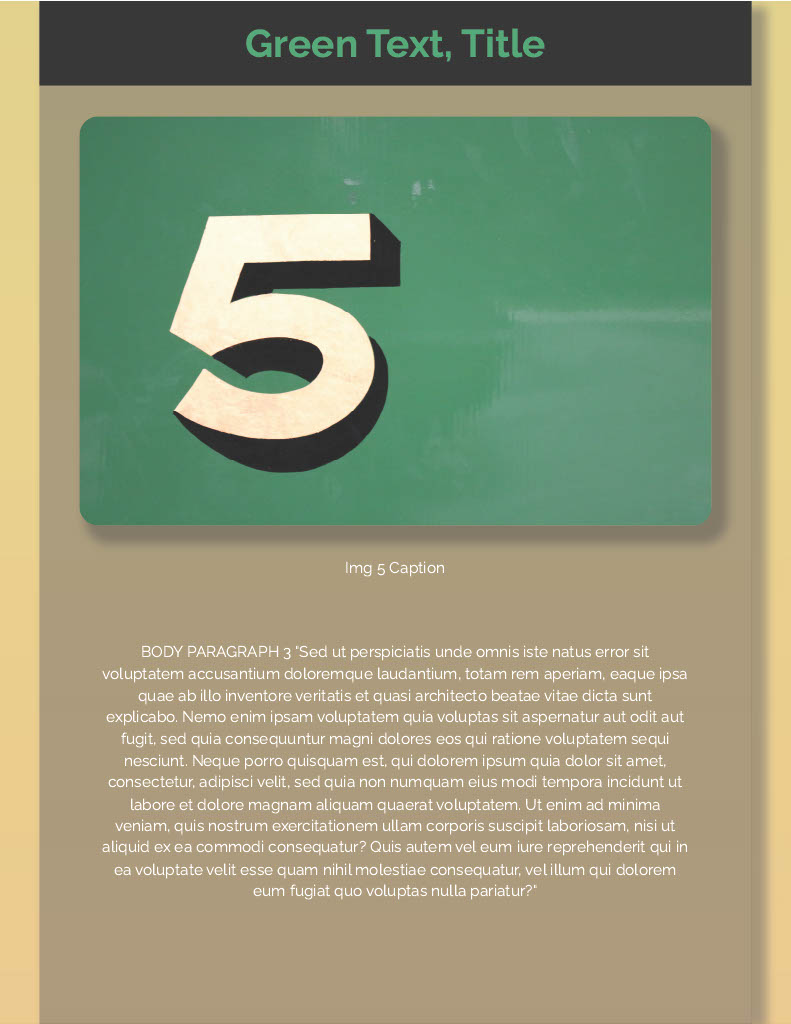 Green Text, Title
5
Img 5 Caption
BODY PARAGRAPH 3 "Sed ut perspiciatis unde omnis iste natus error sit
voluptatem accusantium doloremque laudantium, totam rem aperiam, eaque ipsa
quae ab illo inventore veritatis et quasi architecto beatae vitae dicta sunt
explicabo. Nemo enim ipsam voluptatem quia voluptas sit aspernatur aut odit aut
fugit, sed quia consequuntur magni dolores eos qui ratione voluptatem sequi
nesciunt. Neque porro quisquam est, qui dolorem ipsum quia dolor sit amet,
consectetur, adipisci velit, sed quia non numquam eius modi tempora incidunt ut
labore et dolore magnam aliquam quaerat voluptatem. Ut enim ad minima
veniam, quis nostrum exercitationem ullam corporis suscipit laboriosam, nisi ut
aliquid ex ea commodi consequatur? Quis autem vel eum iure reprehenderit qui in
ea voluptate velit esse quam nihil molestiae consequatur, vel illum qui dolorem
eum fugiat quo voluptas nulla pariatur?"